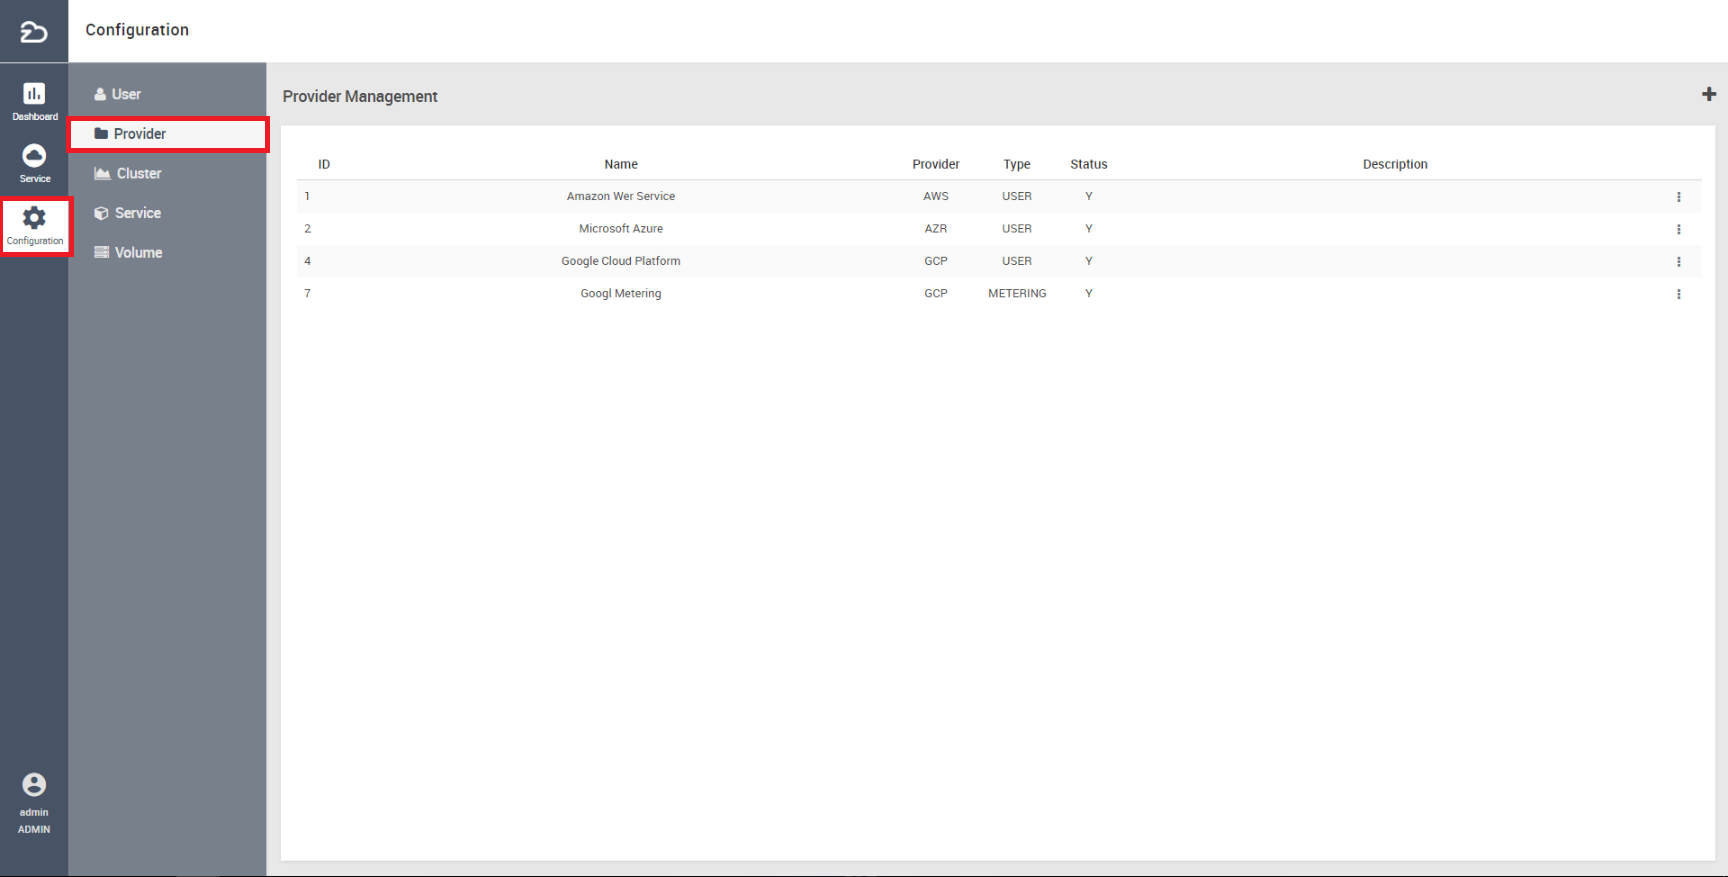 Configuration
Dashboard
Service
Configuration
admin
ADMIN
User
Provider
Cluster
Service
Volume
Provider Management
ID Name Provider Type Status Description
1 Amazon Wer Service AWS USER Y
2 Microsoft Azure AZR USER Y
4 Google Cloud Platform GCP USER Y
7 Googl Metering GCP METERING Y